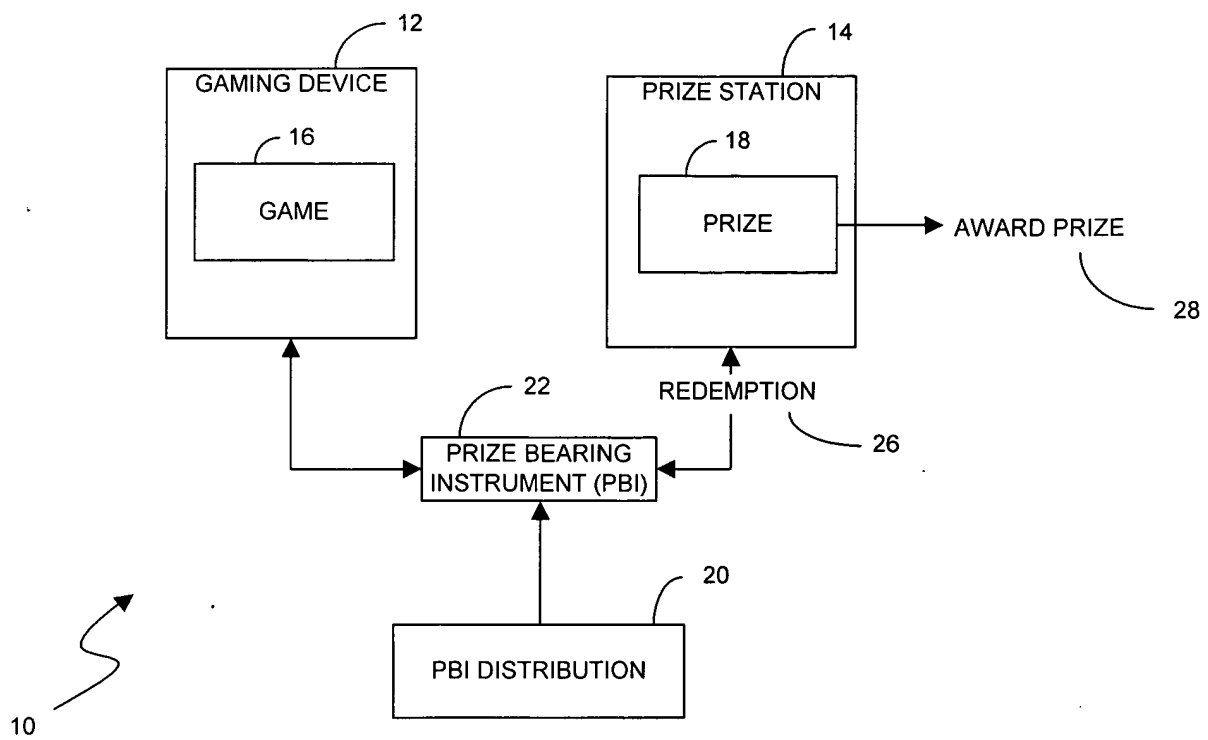 12
14
GAMING DEVICE
PRIZE STATION
16
18
GAME
PRIZE
AWARD PRIZE
28
REDEMPTION
22
26
PRIZE BEARING
INSTRUMENT (PBI)
20
PBI DISTRIBUTION
10